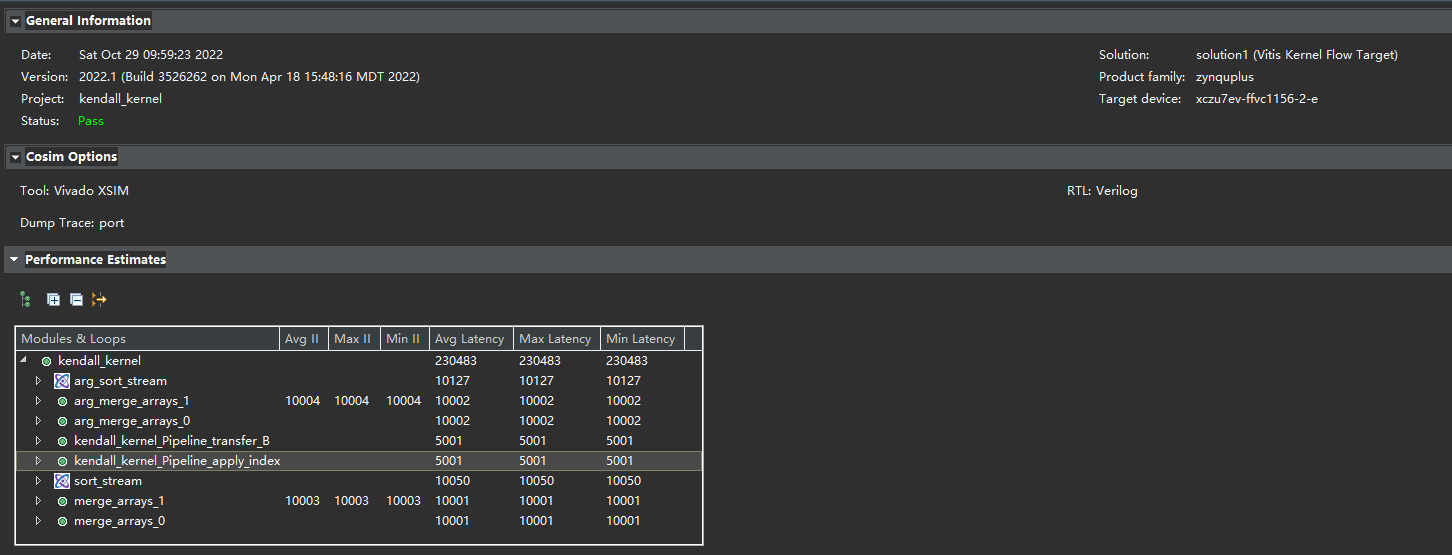 General Information
Date: Sat Oct 29 09:59:23 2022 Solution: solution1 (Vitis Kernel Flow Target)
Version: 2022.1 (Build 3526262 on Mon Apr 18 15:48:16 MDT 2022) Product family: zynquplus
Project: kendall_kernel Target device: xczu7ev-ffvc1156-2-e
Status: Pass
Cosim Options
Tool: Vivado XSIM RTL: Verilog
Dump Trace: port
Performance Estimates
Modules & Loops Avg II Max II Min II Avg Latency Max Latency Min Latency
kendall_kernel 230483 230483 230483
arg_sort_stream 10127 10127 10127
arg_merge_arrays_1 10004 10004 10004 10002 10002 10002
arg_merge_arrays_0 10002 10002 10002
kendall_kernel_Pipeline_transfer_B 5001 5001 5001
kendall_kernel_Pipeline_apply_index 5001 5001 5001
sort_stream 10050 10050 10050
merge_arrays_1 10003 10003 10003 10001 10001 10001
merge_arrays_0 10001 10001 10001